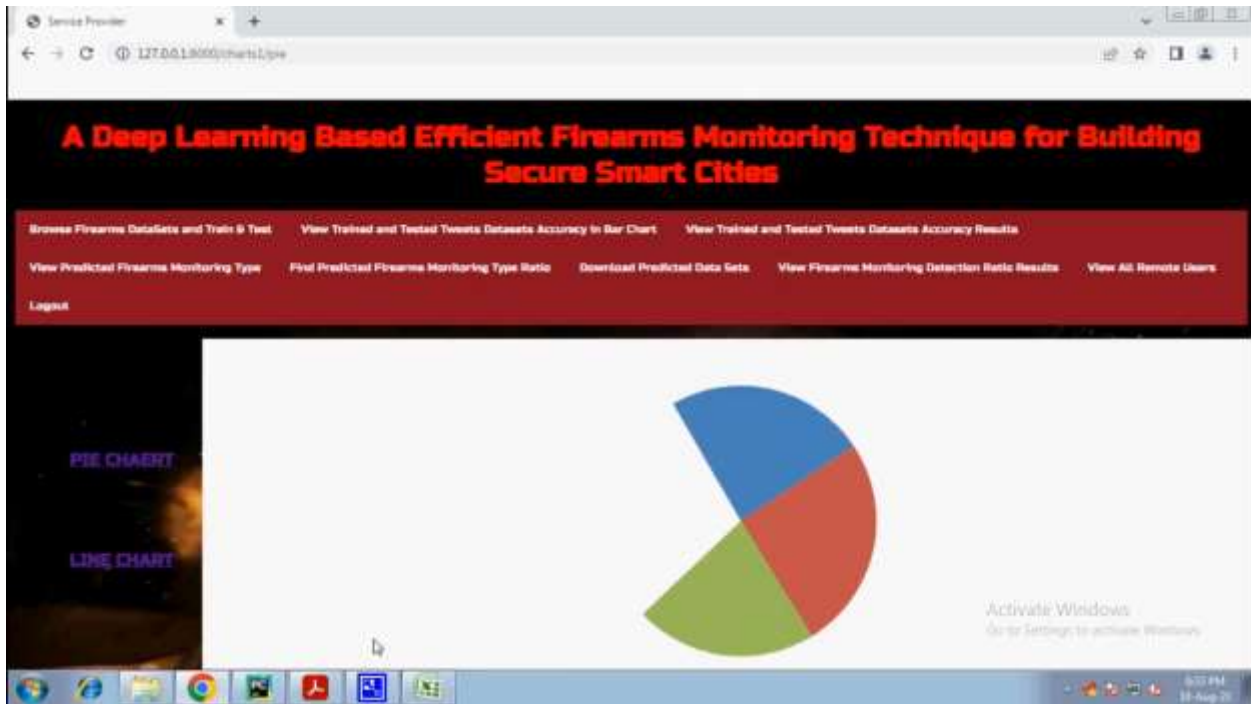 Service Provider
127.0.0.1:8000/charts1/pie
A Deep Learning Based Efficient Firearms Monitoring Technique for Building
Secure Smart Cities
Browse Firearms DataSets and Train & Test View Trained and Tested Tweets Datasets Accuracy in Bar Chart View Trained and Tested Tweets Datasets Accuracy Results
View Predicted Firearms Monitoring Type Find Predicted Firearms Monitoring Type Ratio Download Predicted Data Sets View Firearms Monitoring Detection Ratio Results View All Remote Users
Logout
PIE CHAERT
LINE CHART
Activate Windows
Go to Settings to activate Windows.
PC